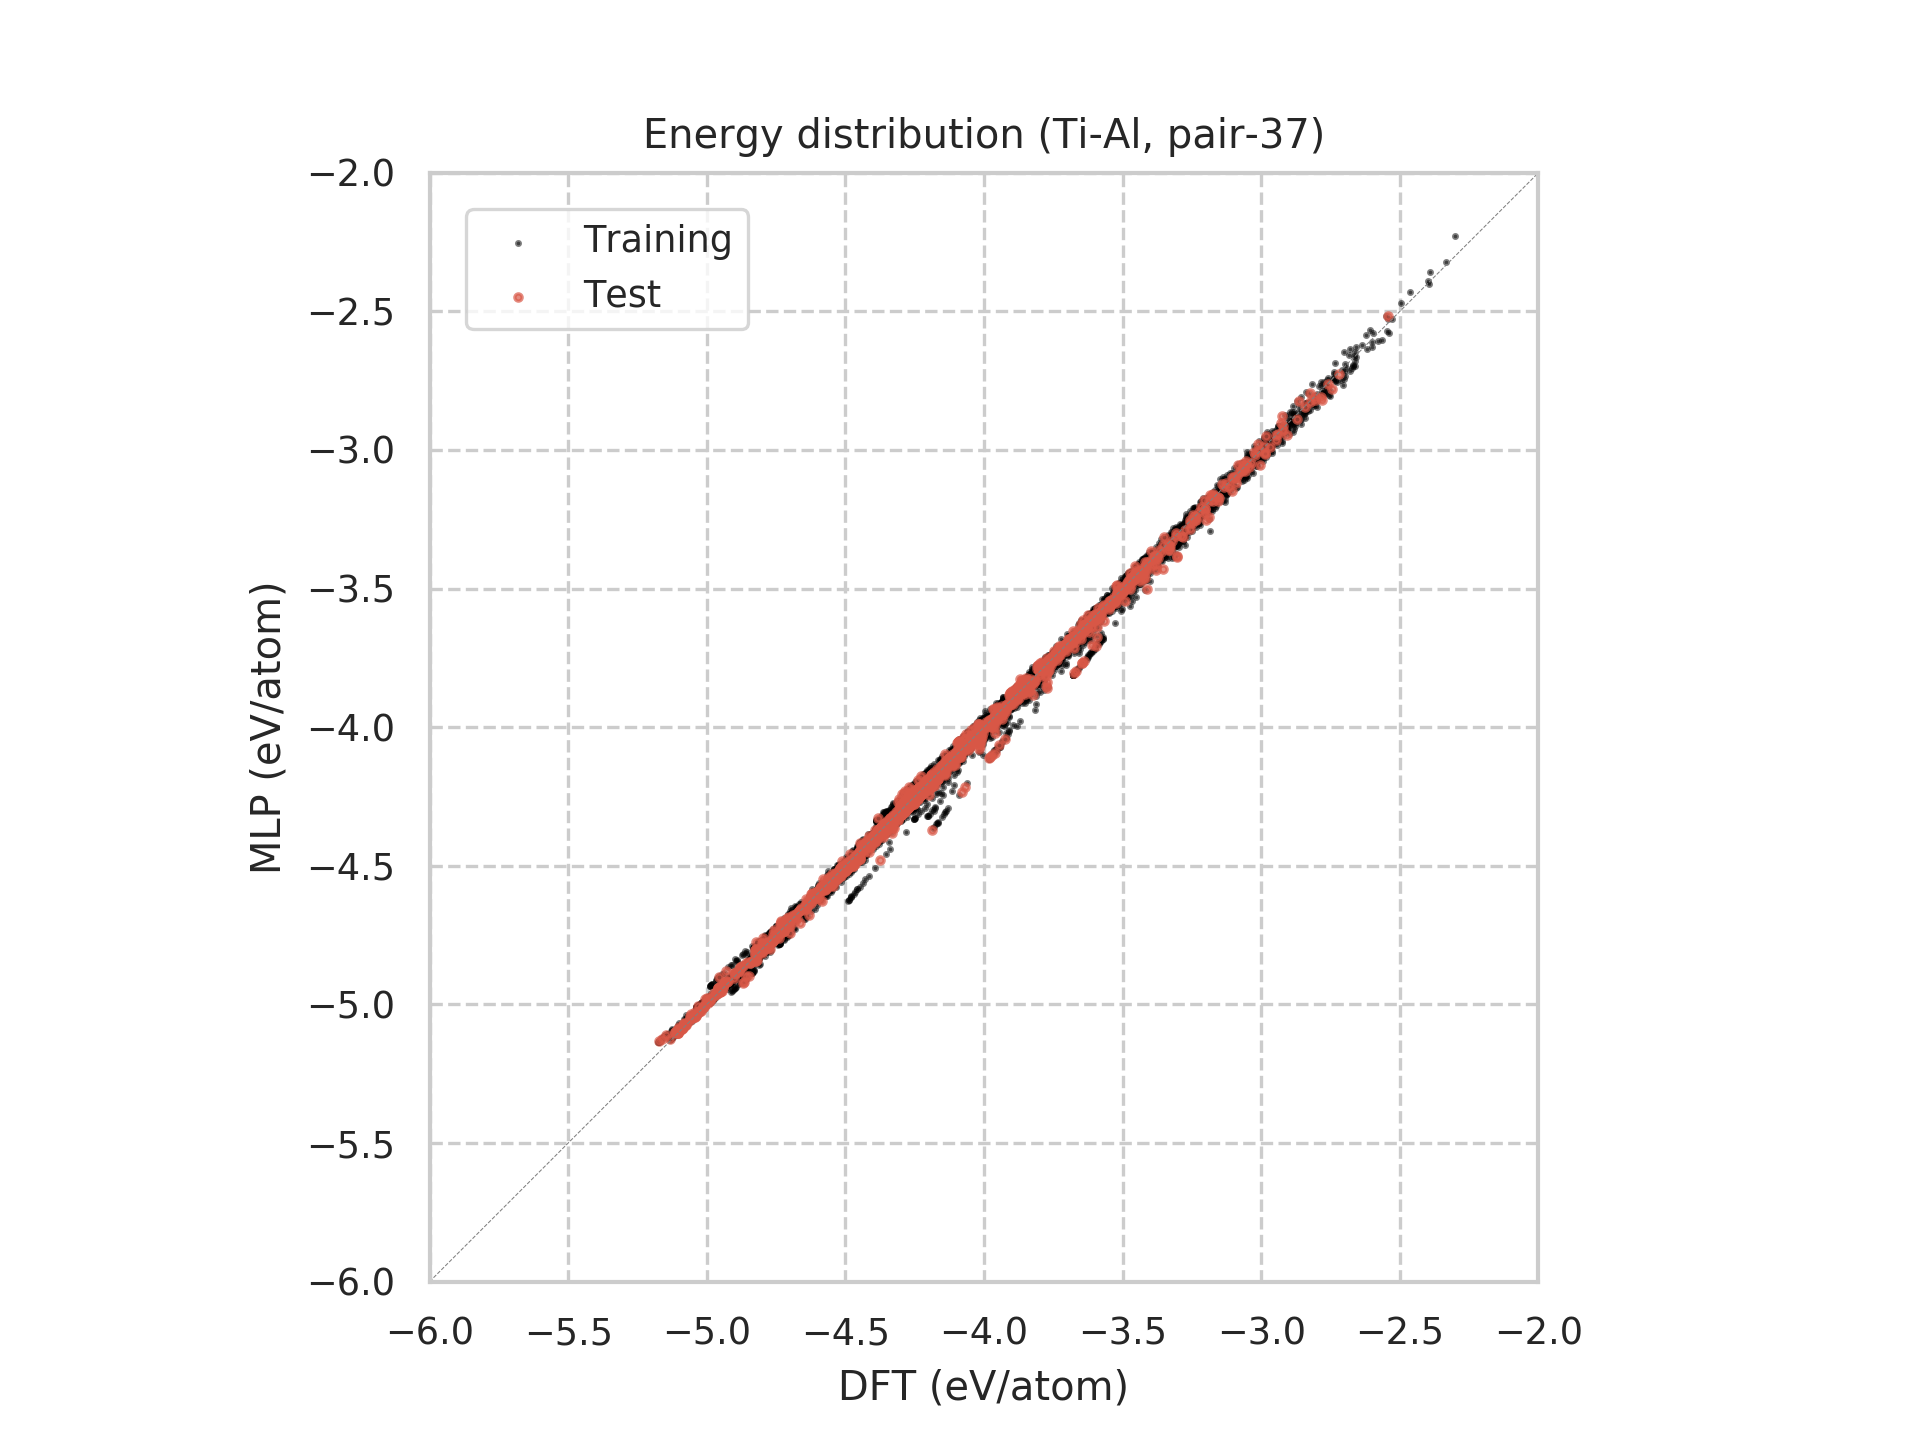 Energy distribution (Ti-Al, pair-37)
Training
Test
MLP (eV/atom)
−2.0
−2.5
−3.0
−3.5
−4.0
−4.5
−5.0
−5.5
−6.0
−6.0 −5.5 −5.0 −4.5 −4.0 −3.5 −3.0 −2.5 −2.0
DFT (eV/atom)